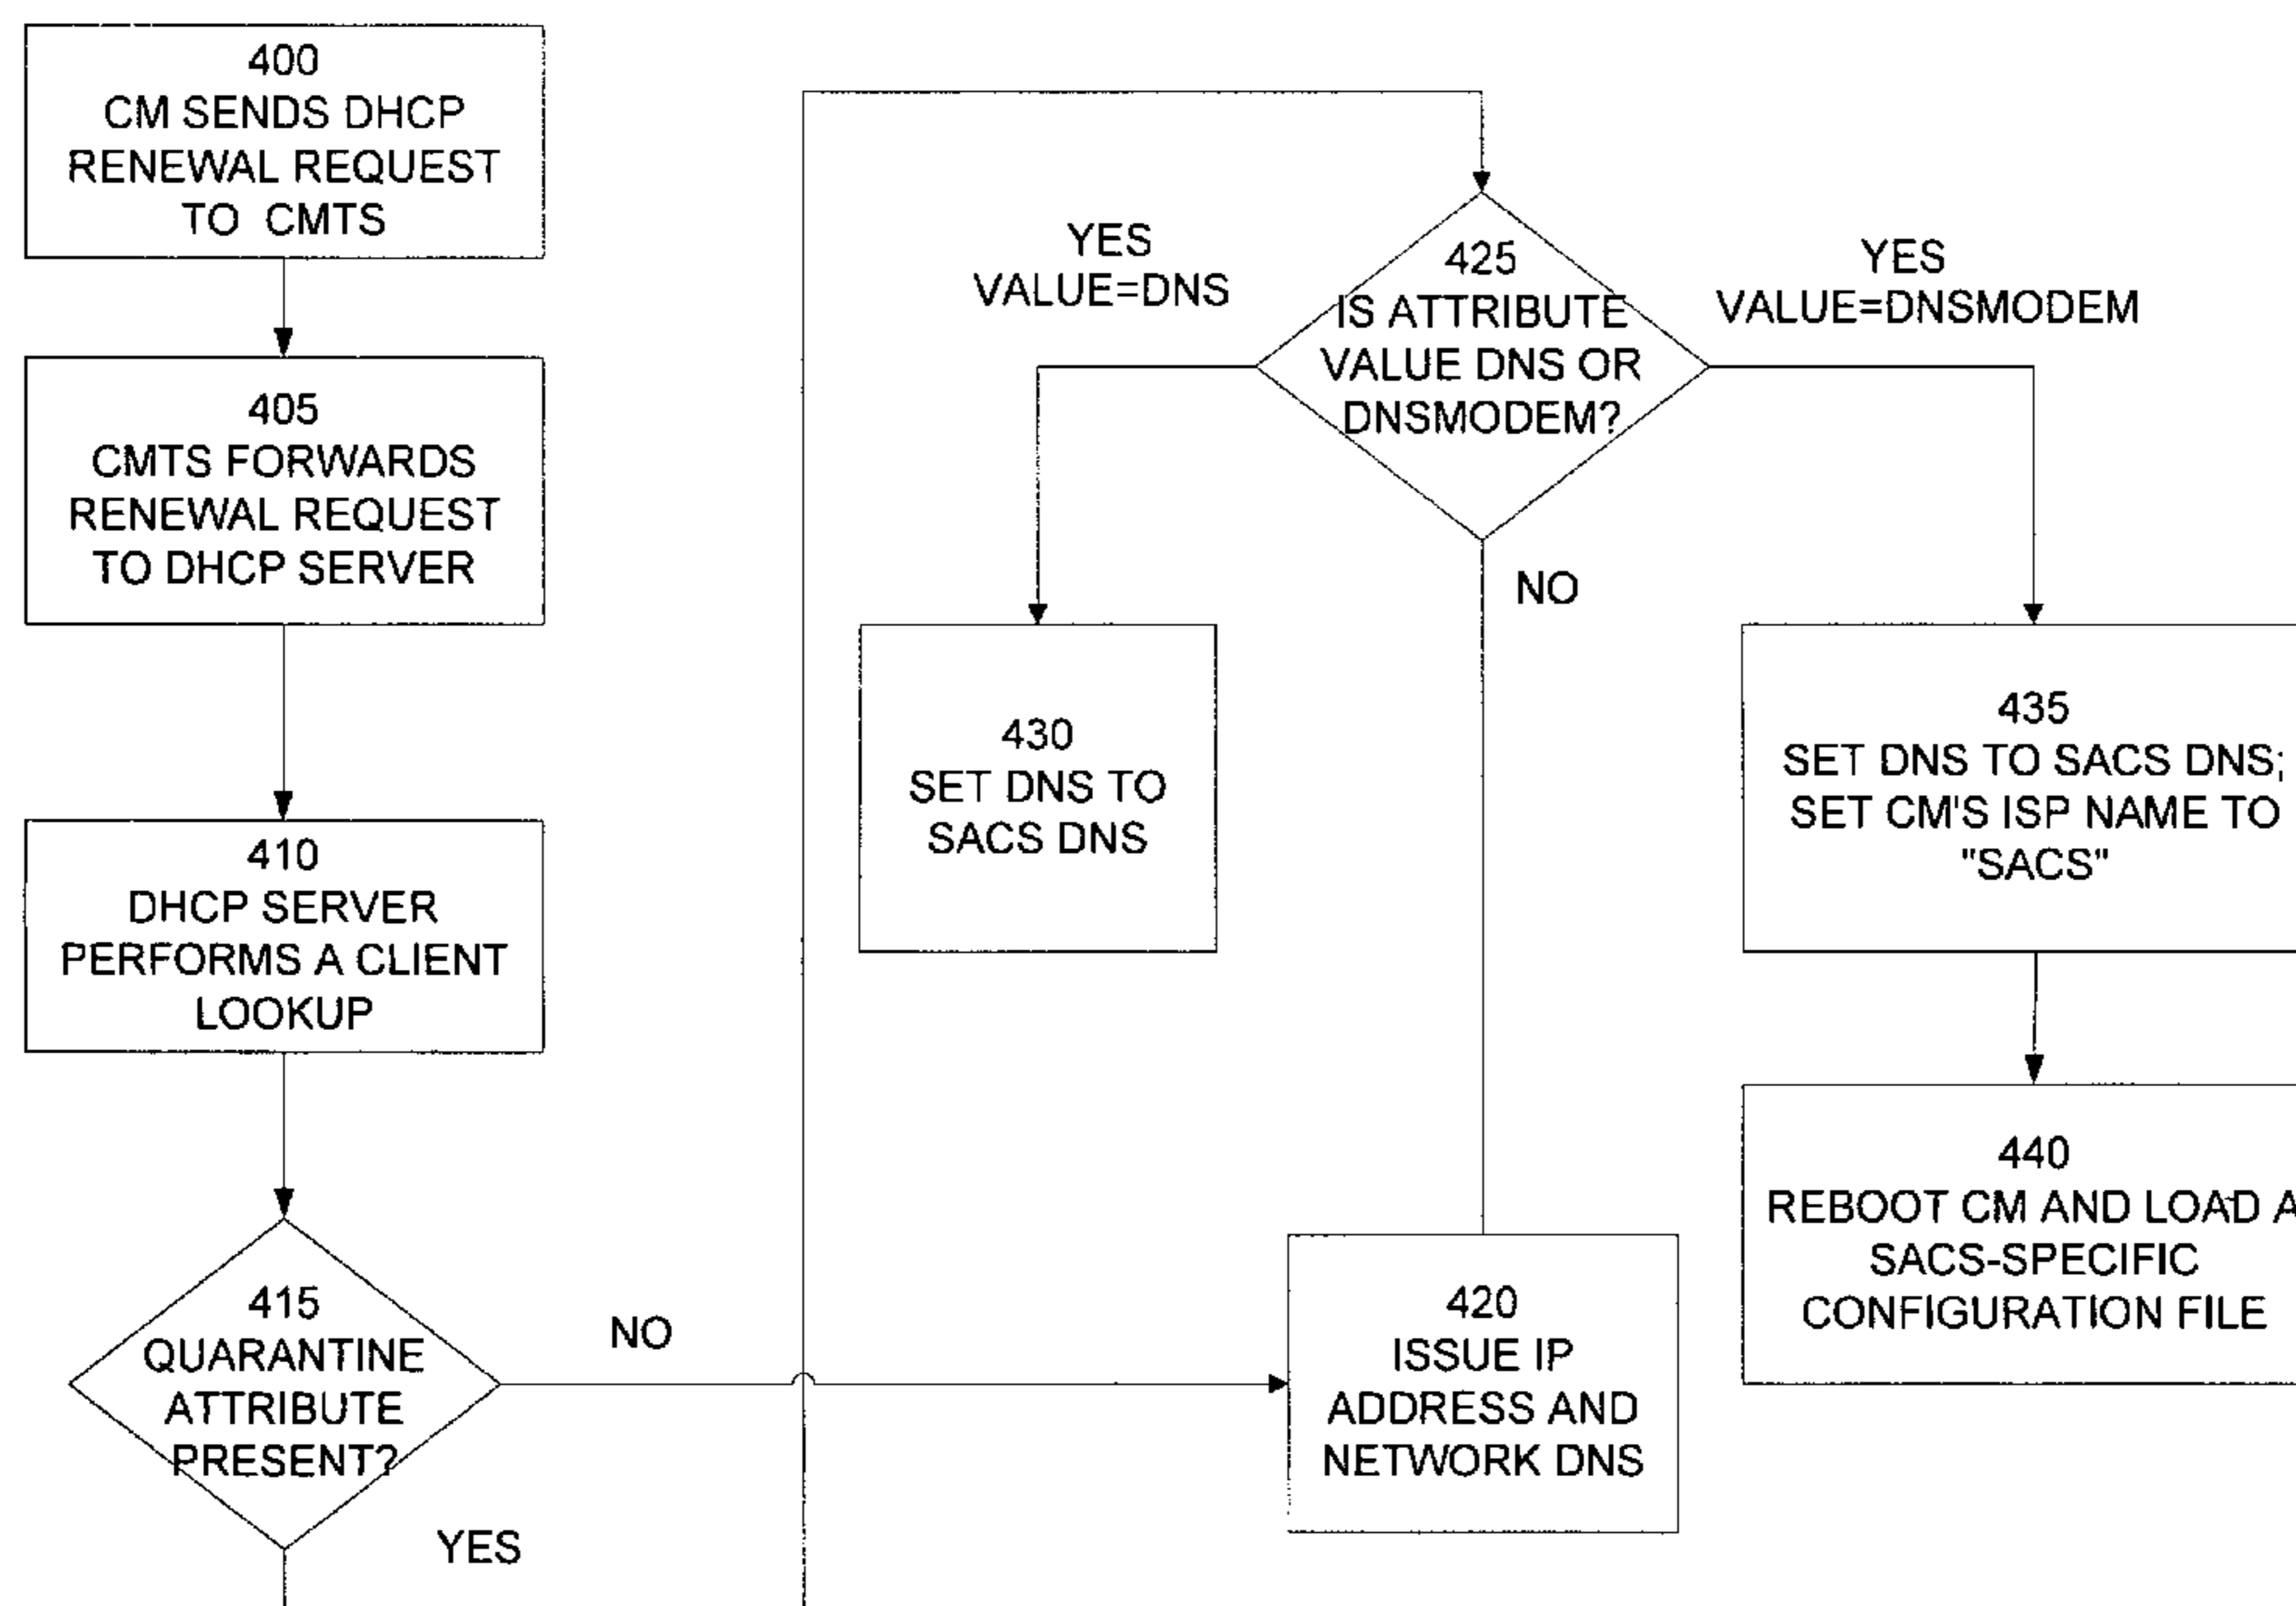 400
CM SENDS DHCP
RENEWAL REQUEST
TO CMTS
405
CMTS FORWARDS
RENEWAL REQUEST
TO DHCP SERVER
410
DHCP SERVER
PERFORMS A CLIENT
LOOKUP
415
QUARANTINE
ATTRIBUTE
PRESENT?
NO
YES
420
ISSUE IP
ADDRESS AND
NETWORK DNS
425
IS ATTRIBUTE
VALUE DNS OR
DNSMODEM?
YES
VALUE=DNS
YES
VALUE=DNSMODEM
NO
430
SET DNS TO
SACS DNS
435
SET DNS TO SACS DNS;
SET CM'S ISP NAME TO
"SACS"
440
REBOOT CM AND LOAD A
SACS-SPECIFIC
CONFIGURATION FILE